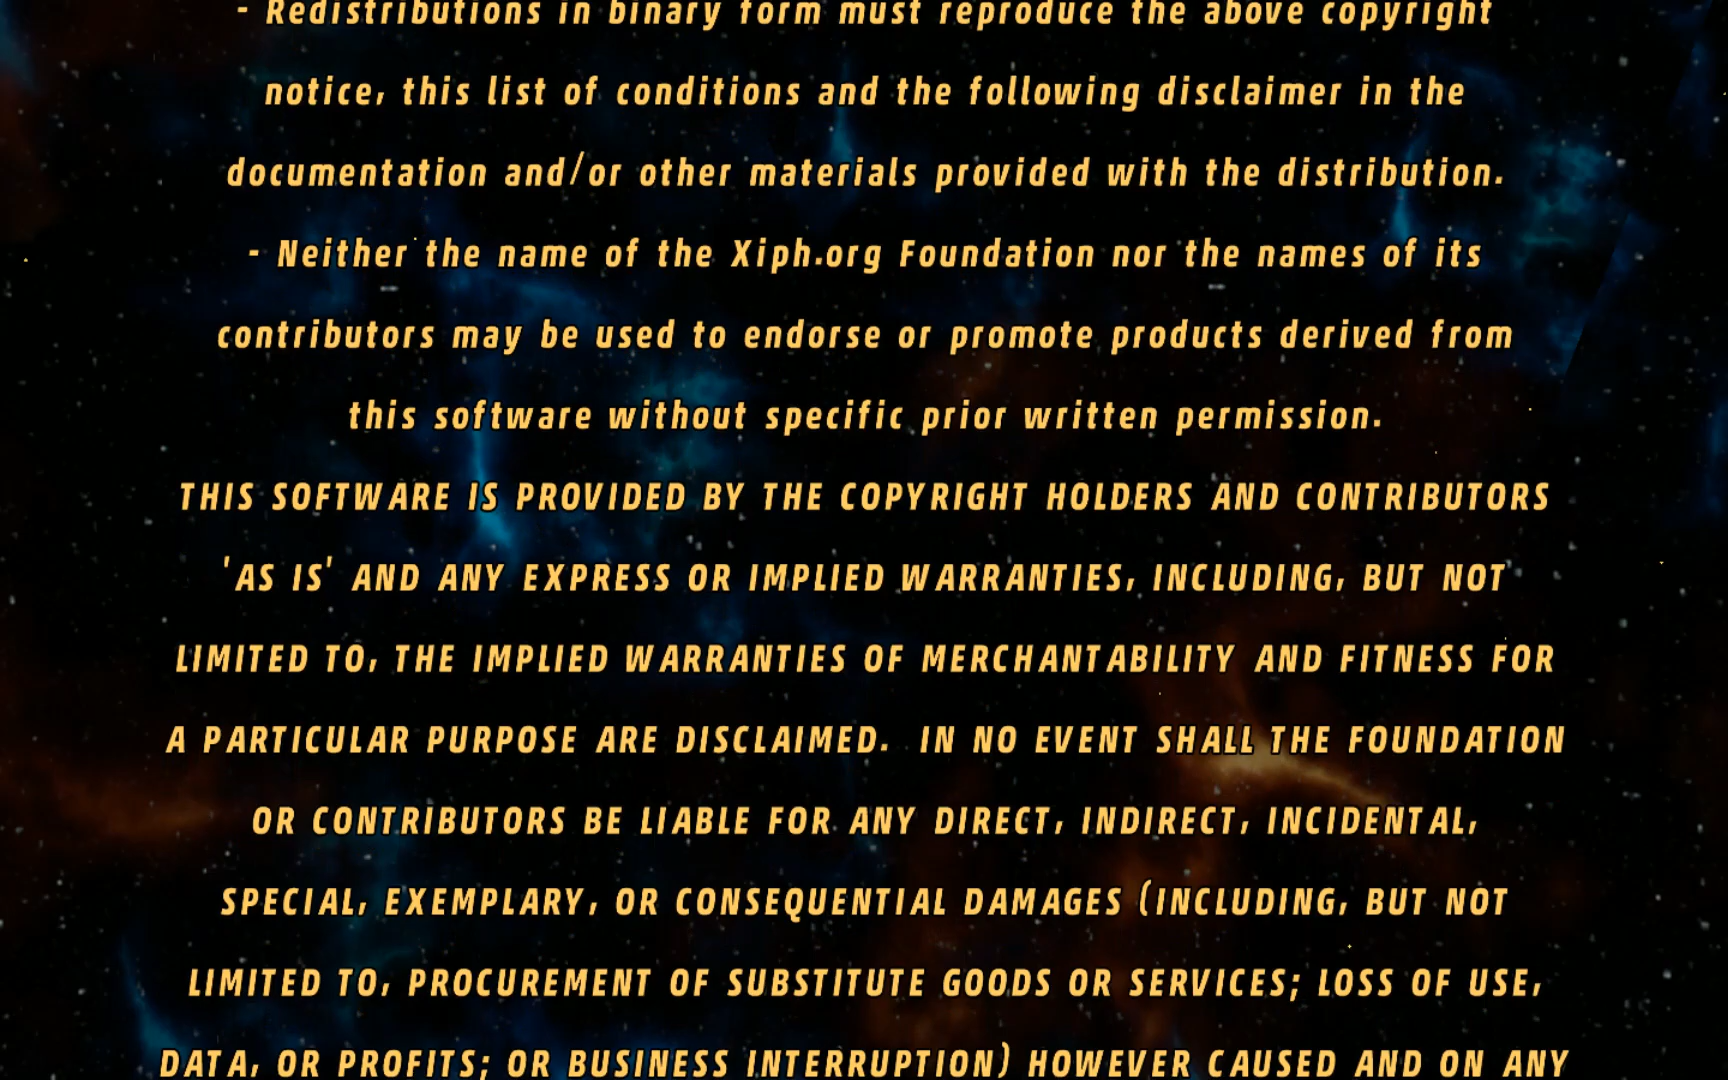 - Redistributions in binary form must reproduce the above copyright
notice, this list of conditions and the following disclaimer in the
documentation and/or other materials provided with the distribution.
- Neither the name of the Xiph.org Foundation nor the names of its
contributors may be used to endorse or promote products derived from
this software without specific prior written permission.
THIS SOFTWARE IS PROVIDED BY THE COPYRIGHT HOLDERS AND CONTRIBUTORS
'AS IS' AND ANY EXPRESS OR IMPLIED WARRANTIES, INCLUDING, BUT NOT
LIMITED TO, THE IMPLIED WARRANTIES OF MERCHANTABILITY AND FITNESS FOR
A PARTICULAR PURPOSE ARE DISCLAIMED.  IN NO EVENT SHALL THE FOUNDATION
OR CONTRIBUTORS BE LIABLE FOR ANY DIRECT, INDIRECT, INCIDENTAL,
SPECIAL, EXEMPLARY, OR CONSEQUENTIAL DAMAGES (INCLUDING, BUT NOT
LIMITED TO, PROCUREMENT OF SUBSTITUTE GOODS OR SERVICES; LOSS OF USE,
DATA, OR PROFITS; OR BUSINESS INTERRUPTION) HOWEVER CAUSED AND ON ANY